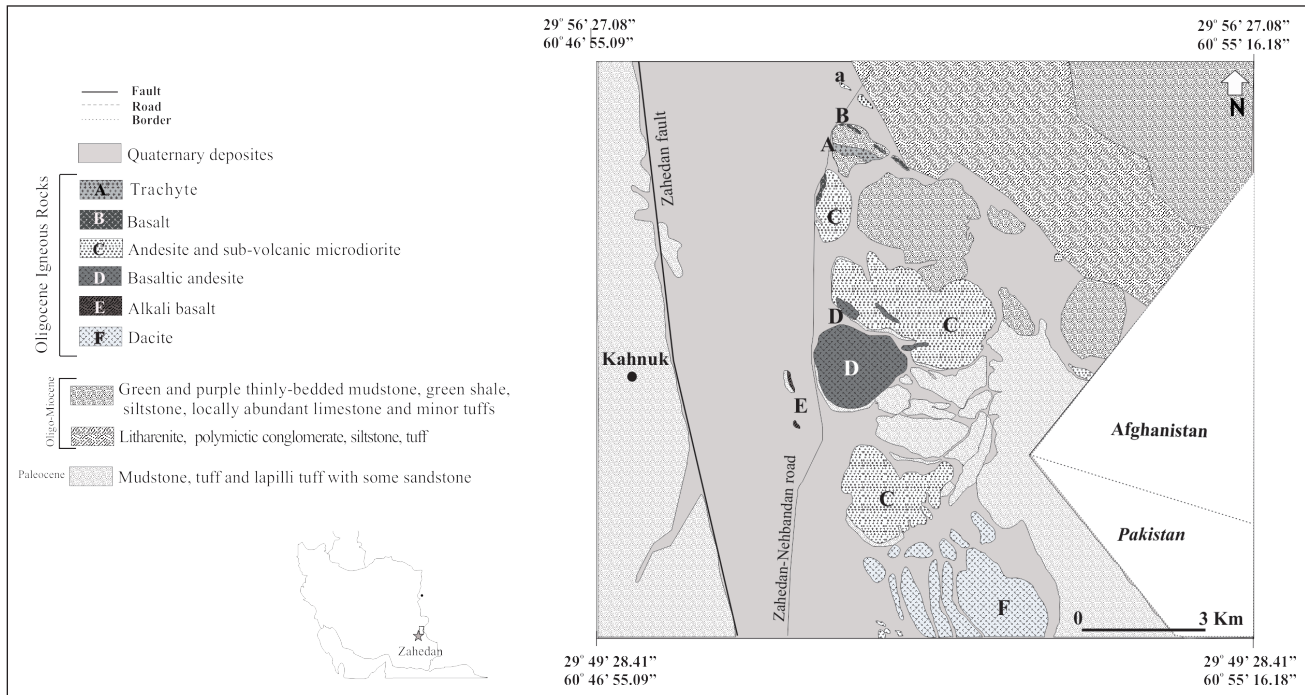 29° 56’ 27.08”
60° 46’ 55.09”
29° 56’ 27.08”
60° 55’ 16.18”
Fault
Road
Border
Quaternary deposites
Oligocene Igneous Rocks
A Trachyte
B Basalt
C Andesite and sub-volcanic microdiorite
D Basaltic andesite
E Alkali basalt
F Dacite
Oligo-Miocene
Green and purple thinly-bedded mudstone, green shale,
siltstone, locally abundant limestone and minor tuffs
Litharenite, polymictic conglomerate, siltstone, tuff
Paleocene
Mudstone, tuff and lapilli tuff with some sandstone
Zahedan
a
N
B
A
Zahedan fault
C
D
C
Kahnuk
D
E
Afghanistan
C
Zahedan-Nehbandan road
Pakistan
F
0 3 Km
29° 49’ 28.41”
60° 46’ 55.09”
29° 49’ 28.41”
60° 55’ 16.18”